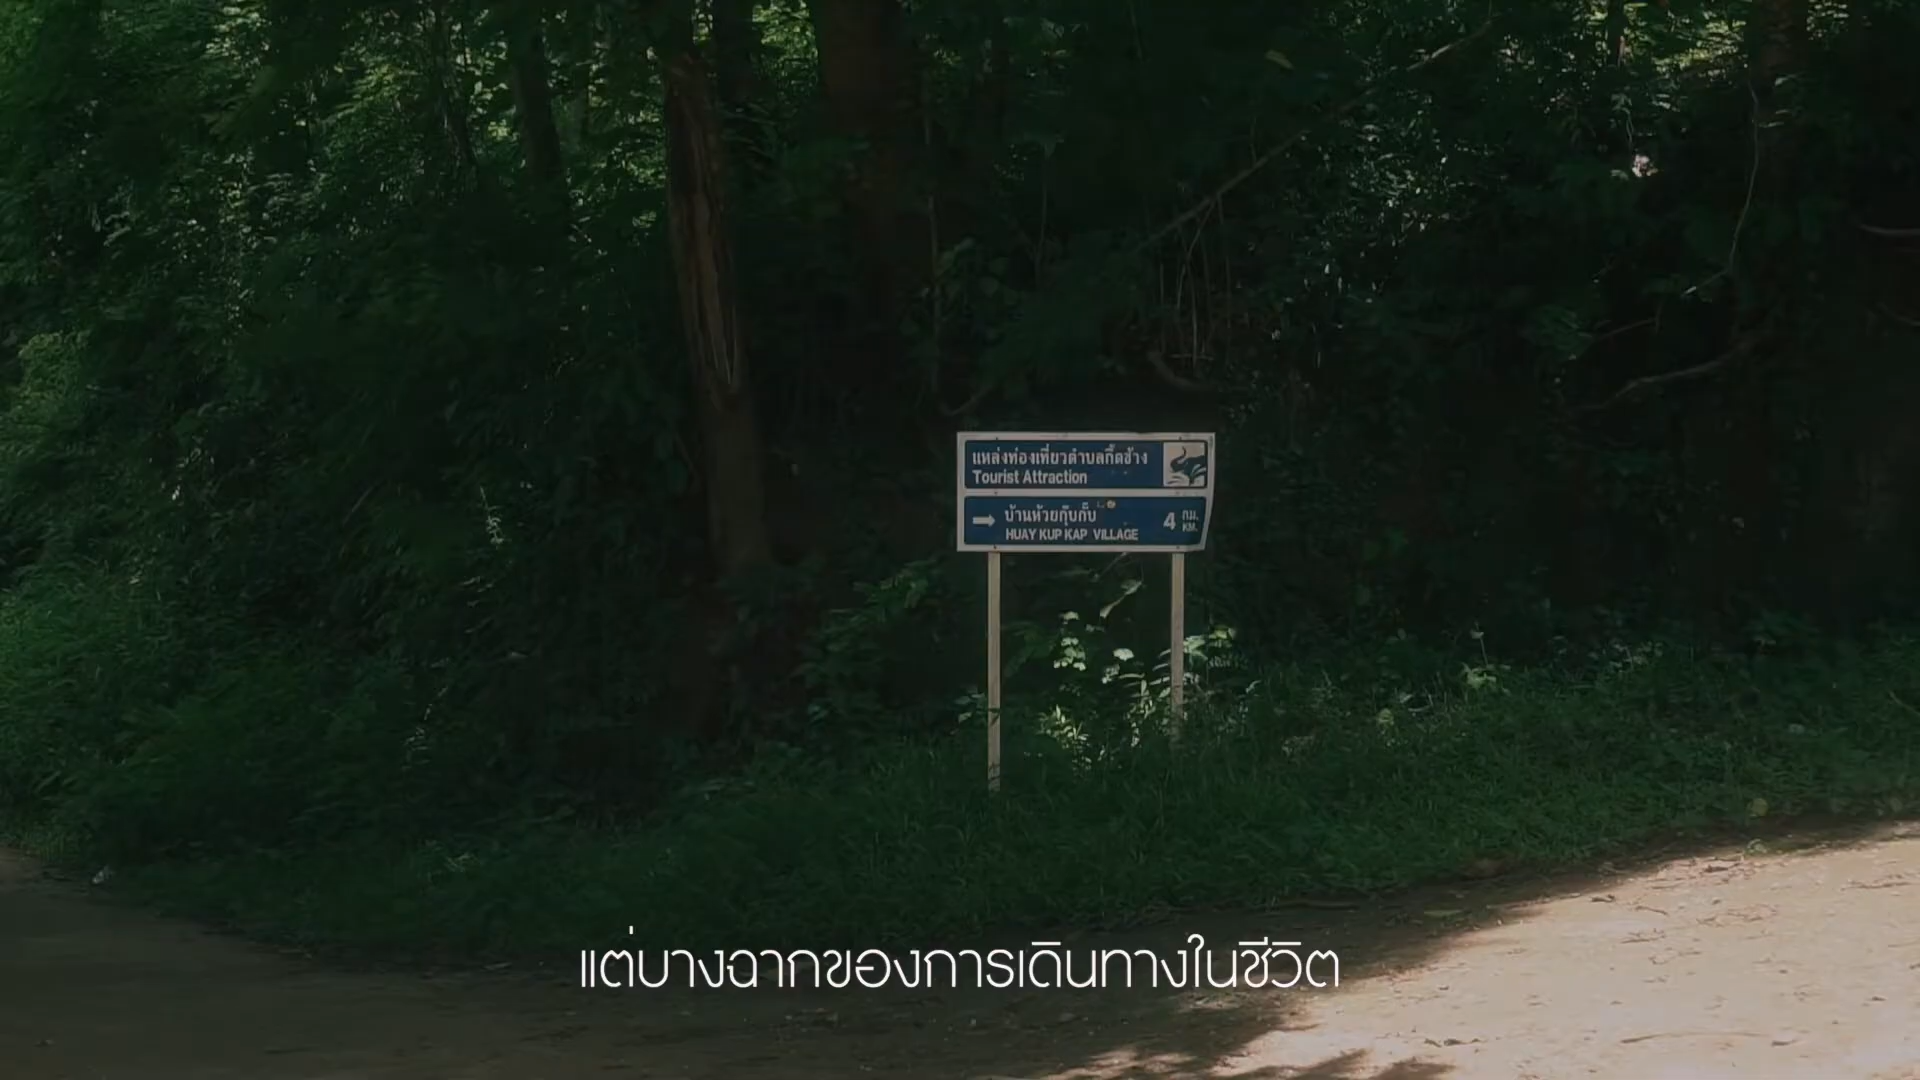 แหล่งท่องเที่ยวตำบลกื้ดช้าง
Tourist Attraction
บ้านห้วยกุ๊บกั๊บ
HUAY KUP KAP VILLAGE
4 กม.
KM.
แต่บางฉากของการเดินทางในชีวิต